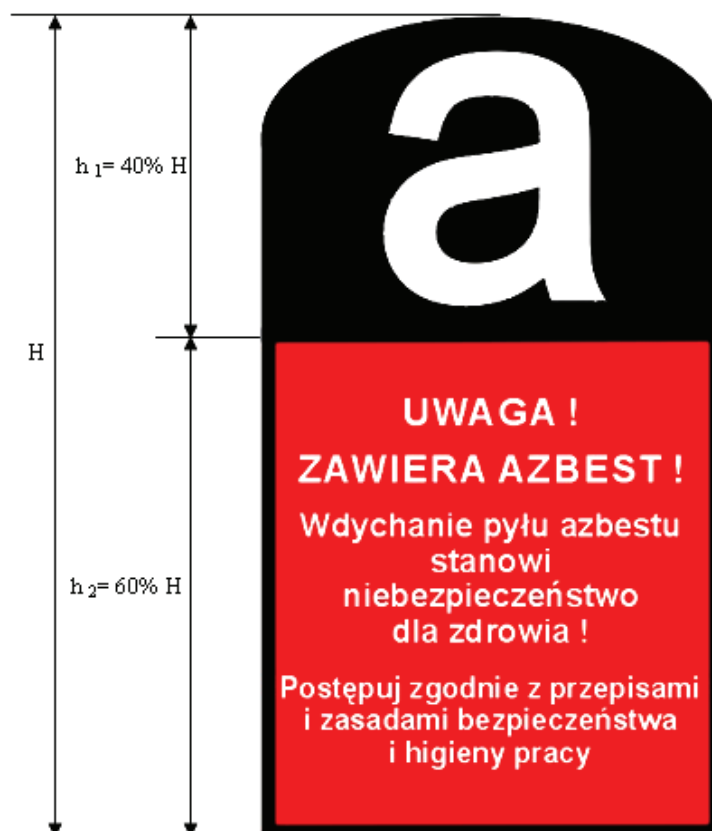 a
h 1= 40% H
H
h 2= 60% H
UWAGA !
ZAWIERA AZBEST !
Wdychanie pyłu azbestu
stanowi
niebezpieczeństwo
dla zdrowia !
Postępuj zgodnie z przepisami
i zasadami bezpieczeństwa
i higieny pracy